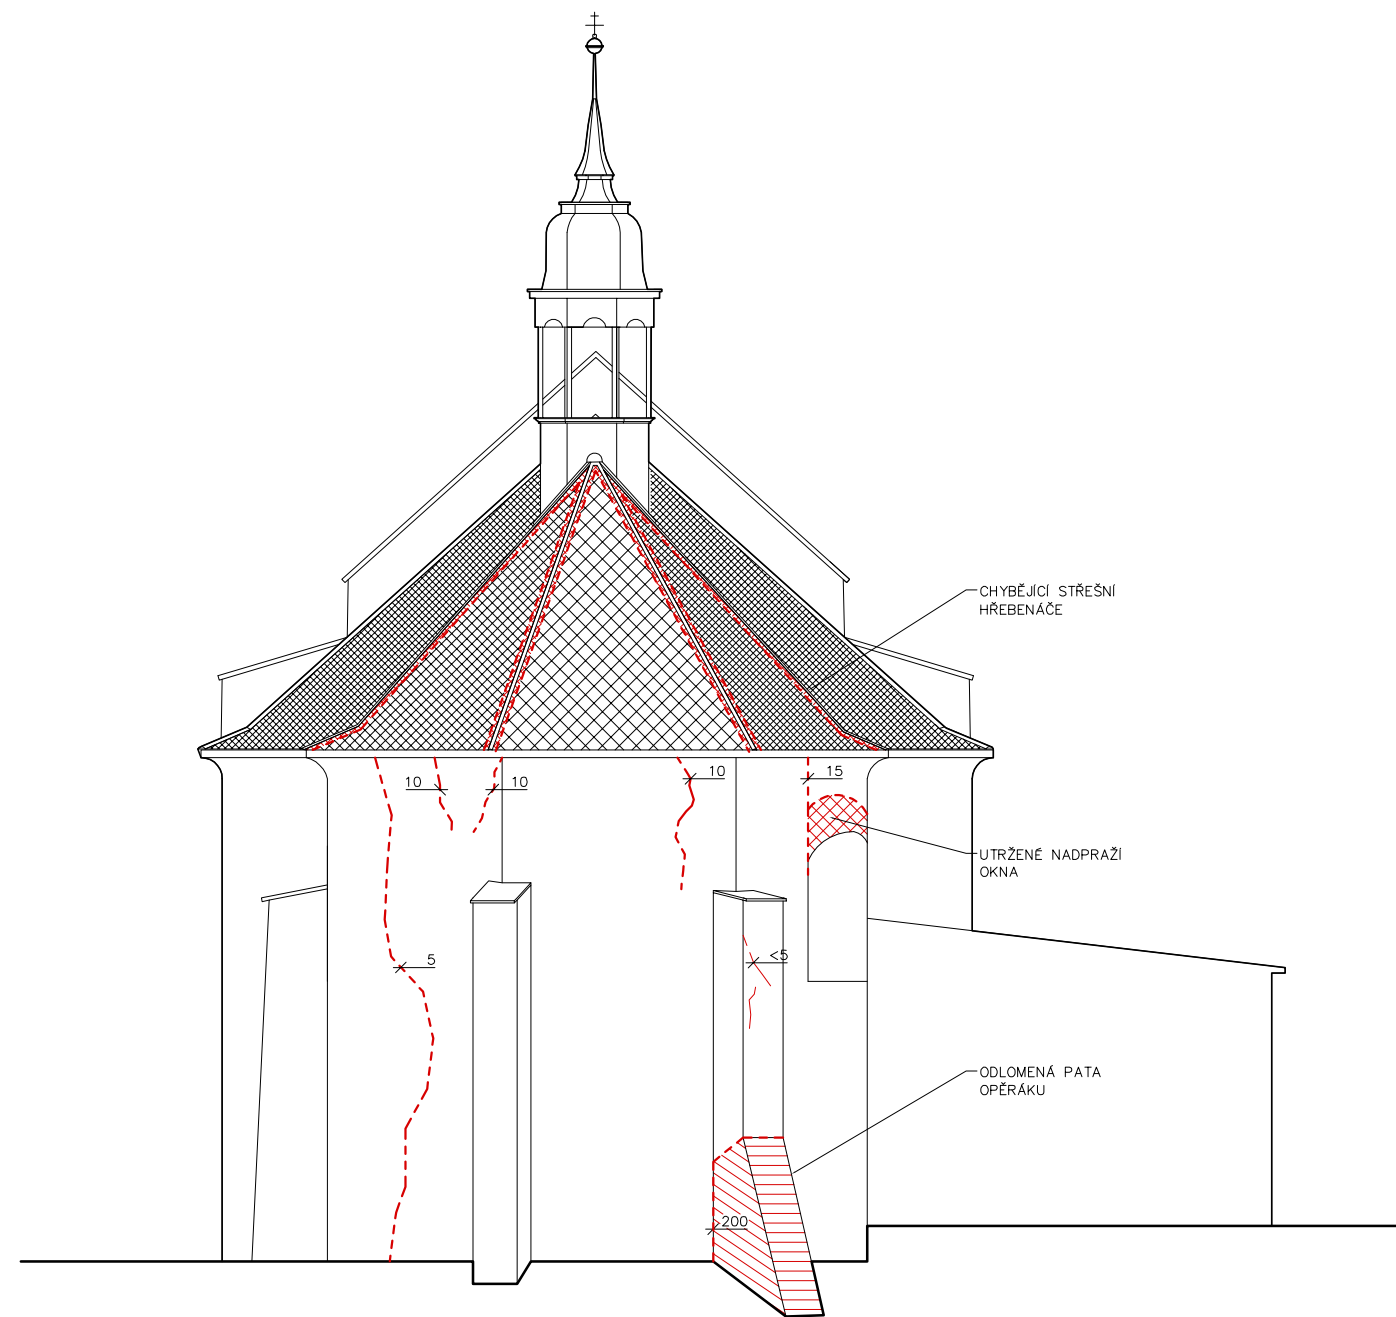 CHYBĚJÍCÍ STŘEŠNÍ
HŘEBENÁČE
10
10
10
15
UTRŽENÉ NADPRAŽÍ
OKNA
5
<5
ODLOMENÁ PATA
OPĚRÁKU
200